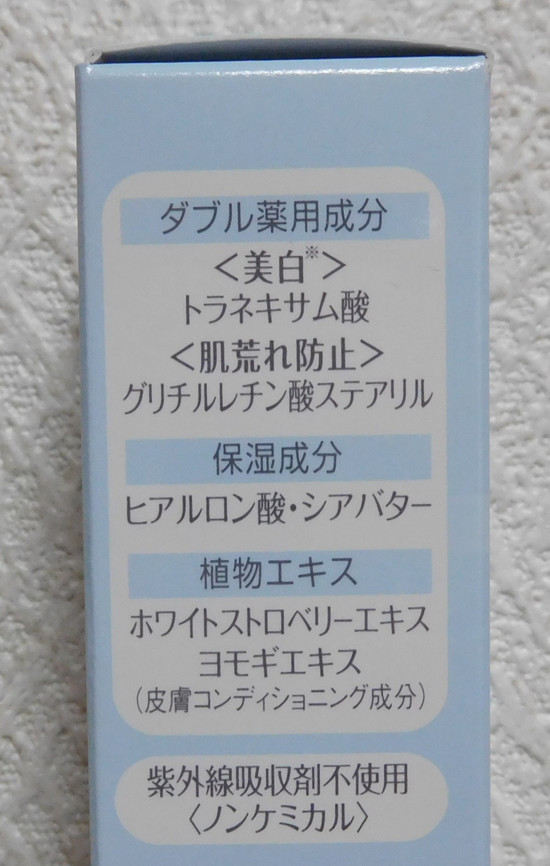 ダブル薬用成分
＜美白※＞
トラネキサム酸
＜肌荒れ防止＞
グリチルレチン酸ステアリル
保湿成分
ヒアルロン酸・シアバター
植物エキス
ホワイトストロベリーエキス
ヨモギエキス
（皮膚コンディショニング成分）
紫外線吸収剤不使用
〈ノンケミカル〉